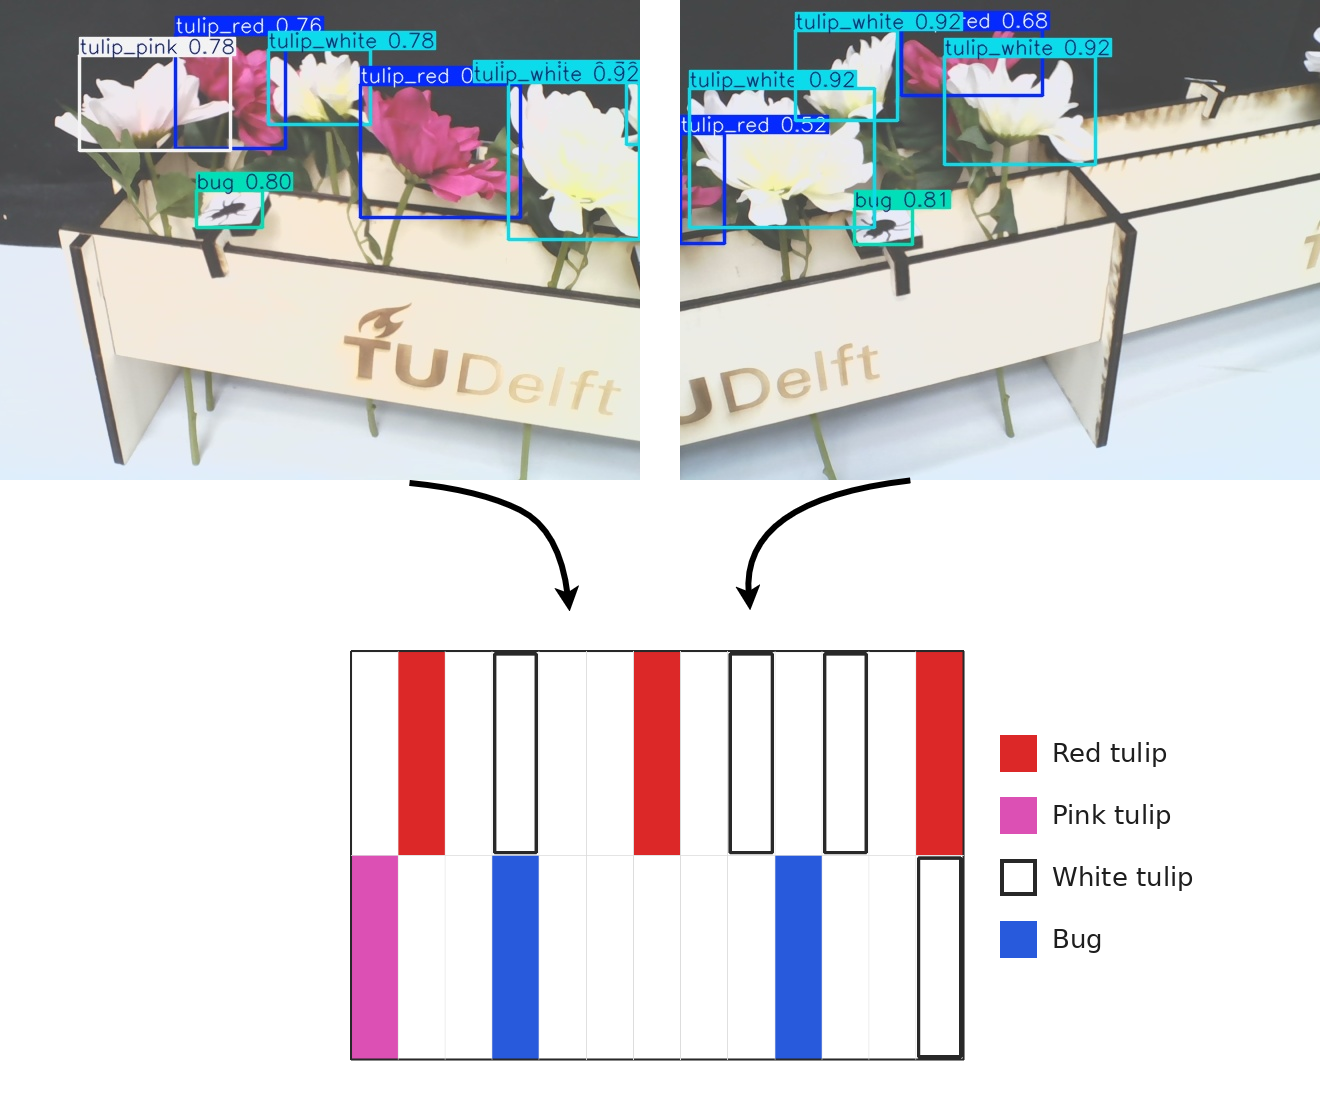 tulip_red 0.76
tulip_pink 0.78
tulip_white 0.78
tulip_red 0
tulip_white 0.92
bug 0.80
TUDelft
tulip_white 0.92
ed 0.68
tulip_white 0.92
tulip_white 0.92
tulip_red 0.52
bug 0.81
UDelft
T
Red tulip
Pink tulip
White tulip
Bug